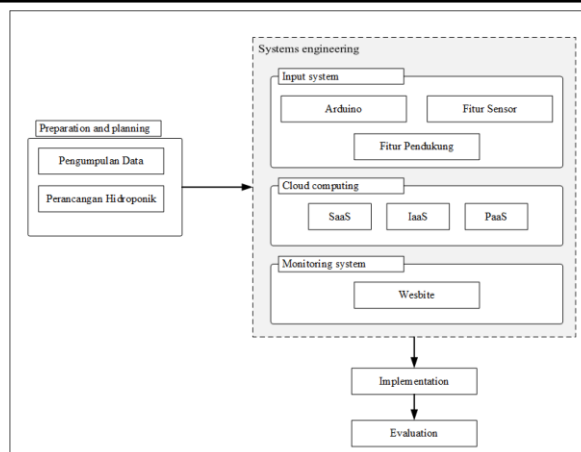 Systems engineering
Input system
Arduino
Fitur Sensor
Fitur Pendukung
Preparation and planning
Pengumpulan Data
Perancangan Hidroponik
Cloud computing
SaaS
IaaS
PaaS
Monitoring system
Wesbite
Implementation
Evaluation